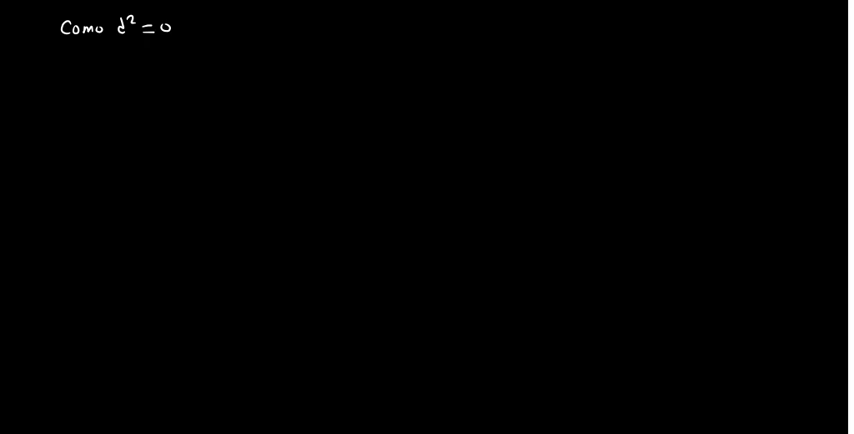 Como d² = 0